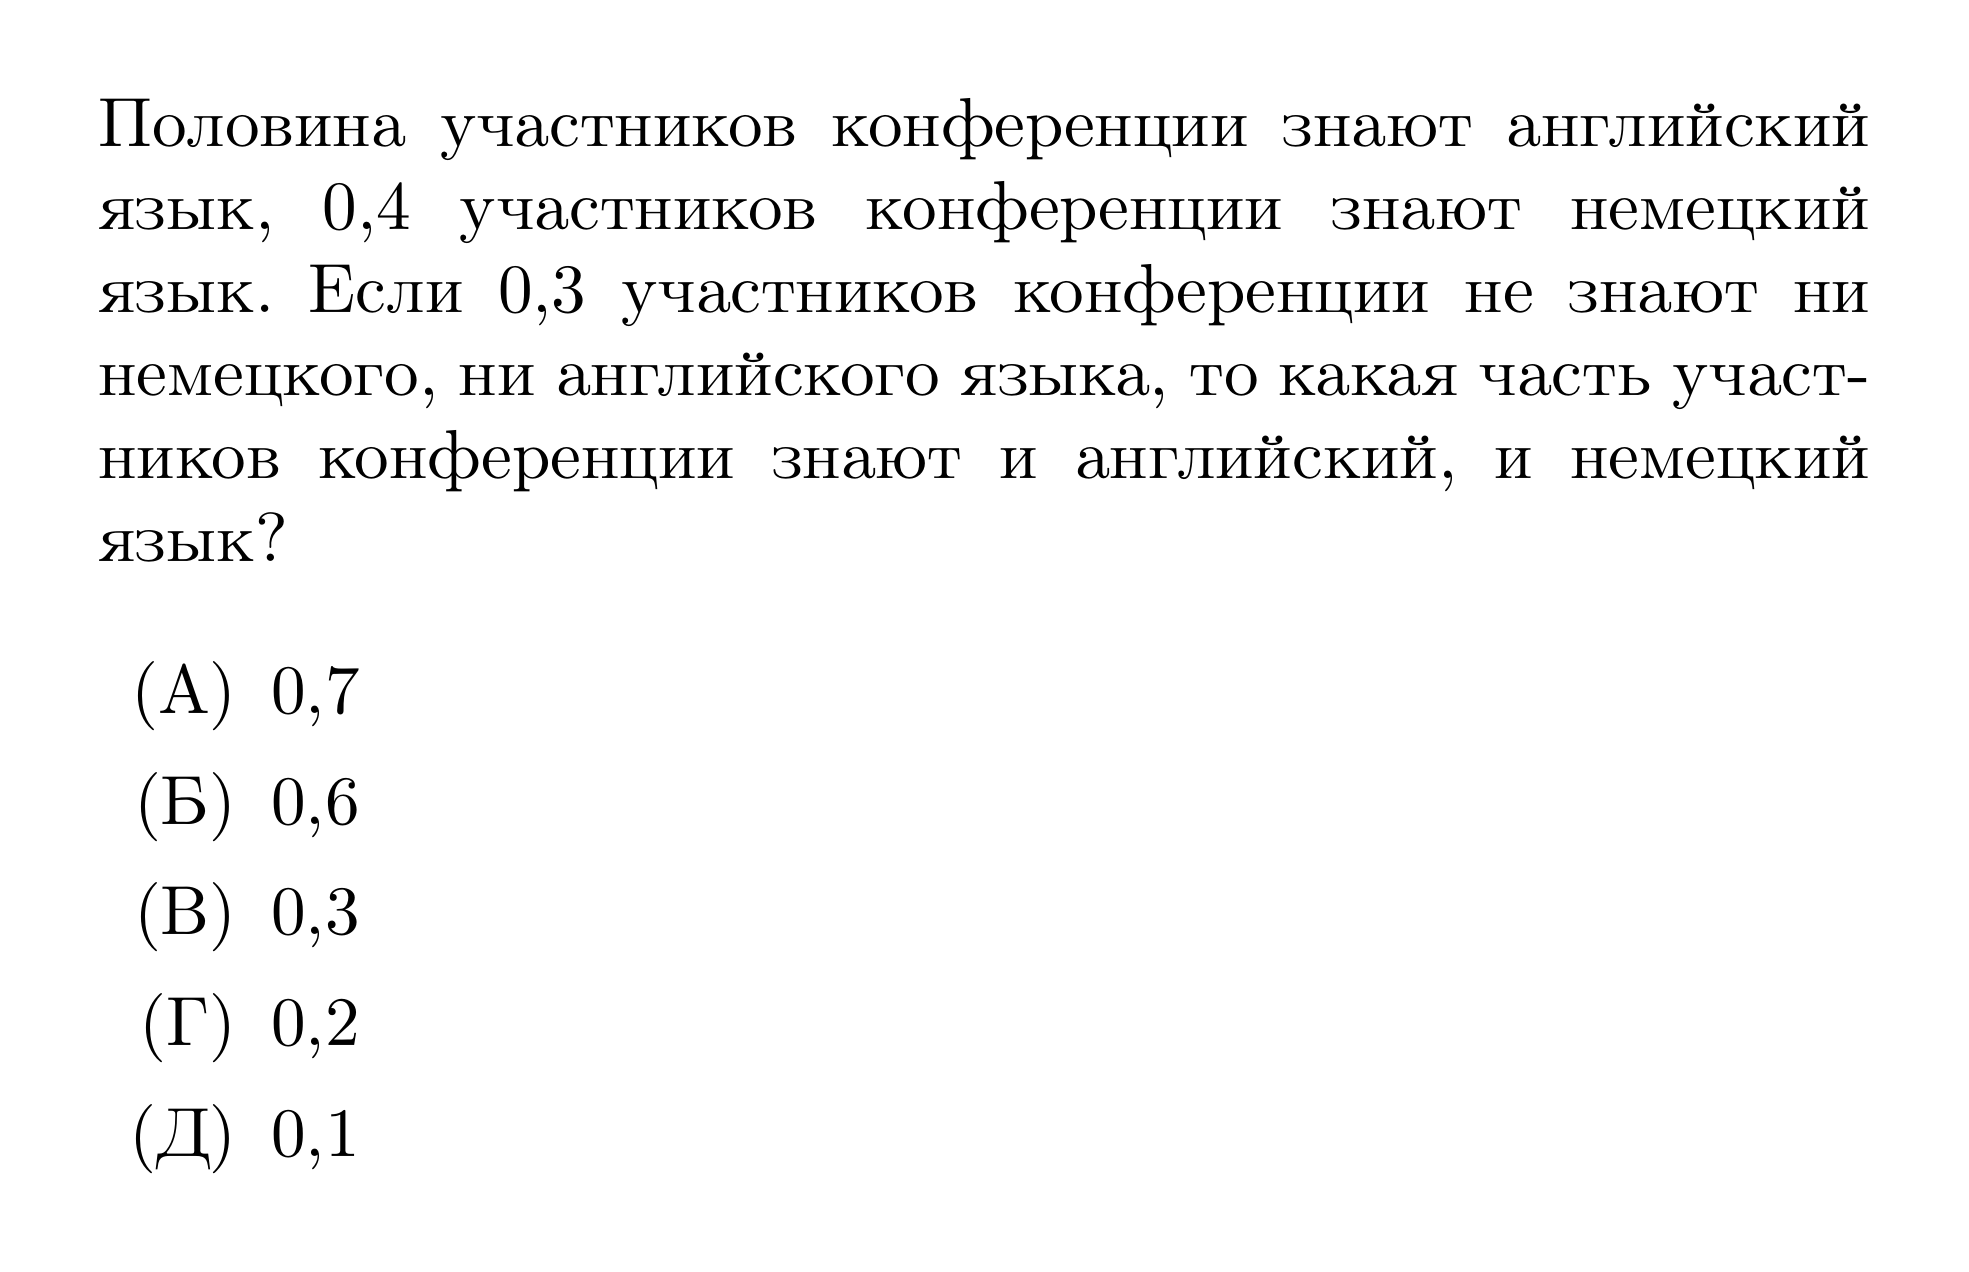 Половина участников конференции знают английский
язык, 0,4 участников конференции знают немецкий
язык. Если 0,3 участников конференции не знают ни
немецкого, ни английского языка, то какая часть участ-
ников конференции знают и английский, и немецкий
язык?
(А) 0,7
(Б) 0,6
(В) 0,3
(Г) 0,2
(Д) 0,1